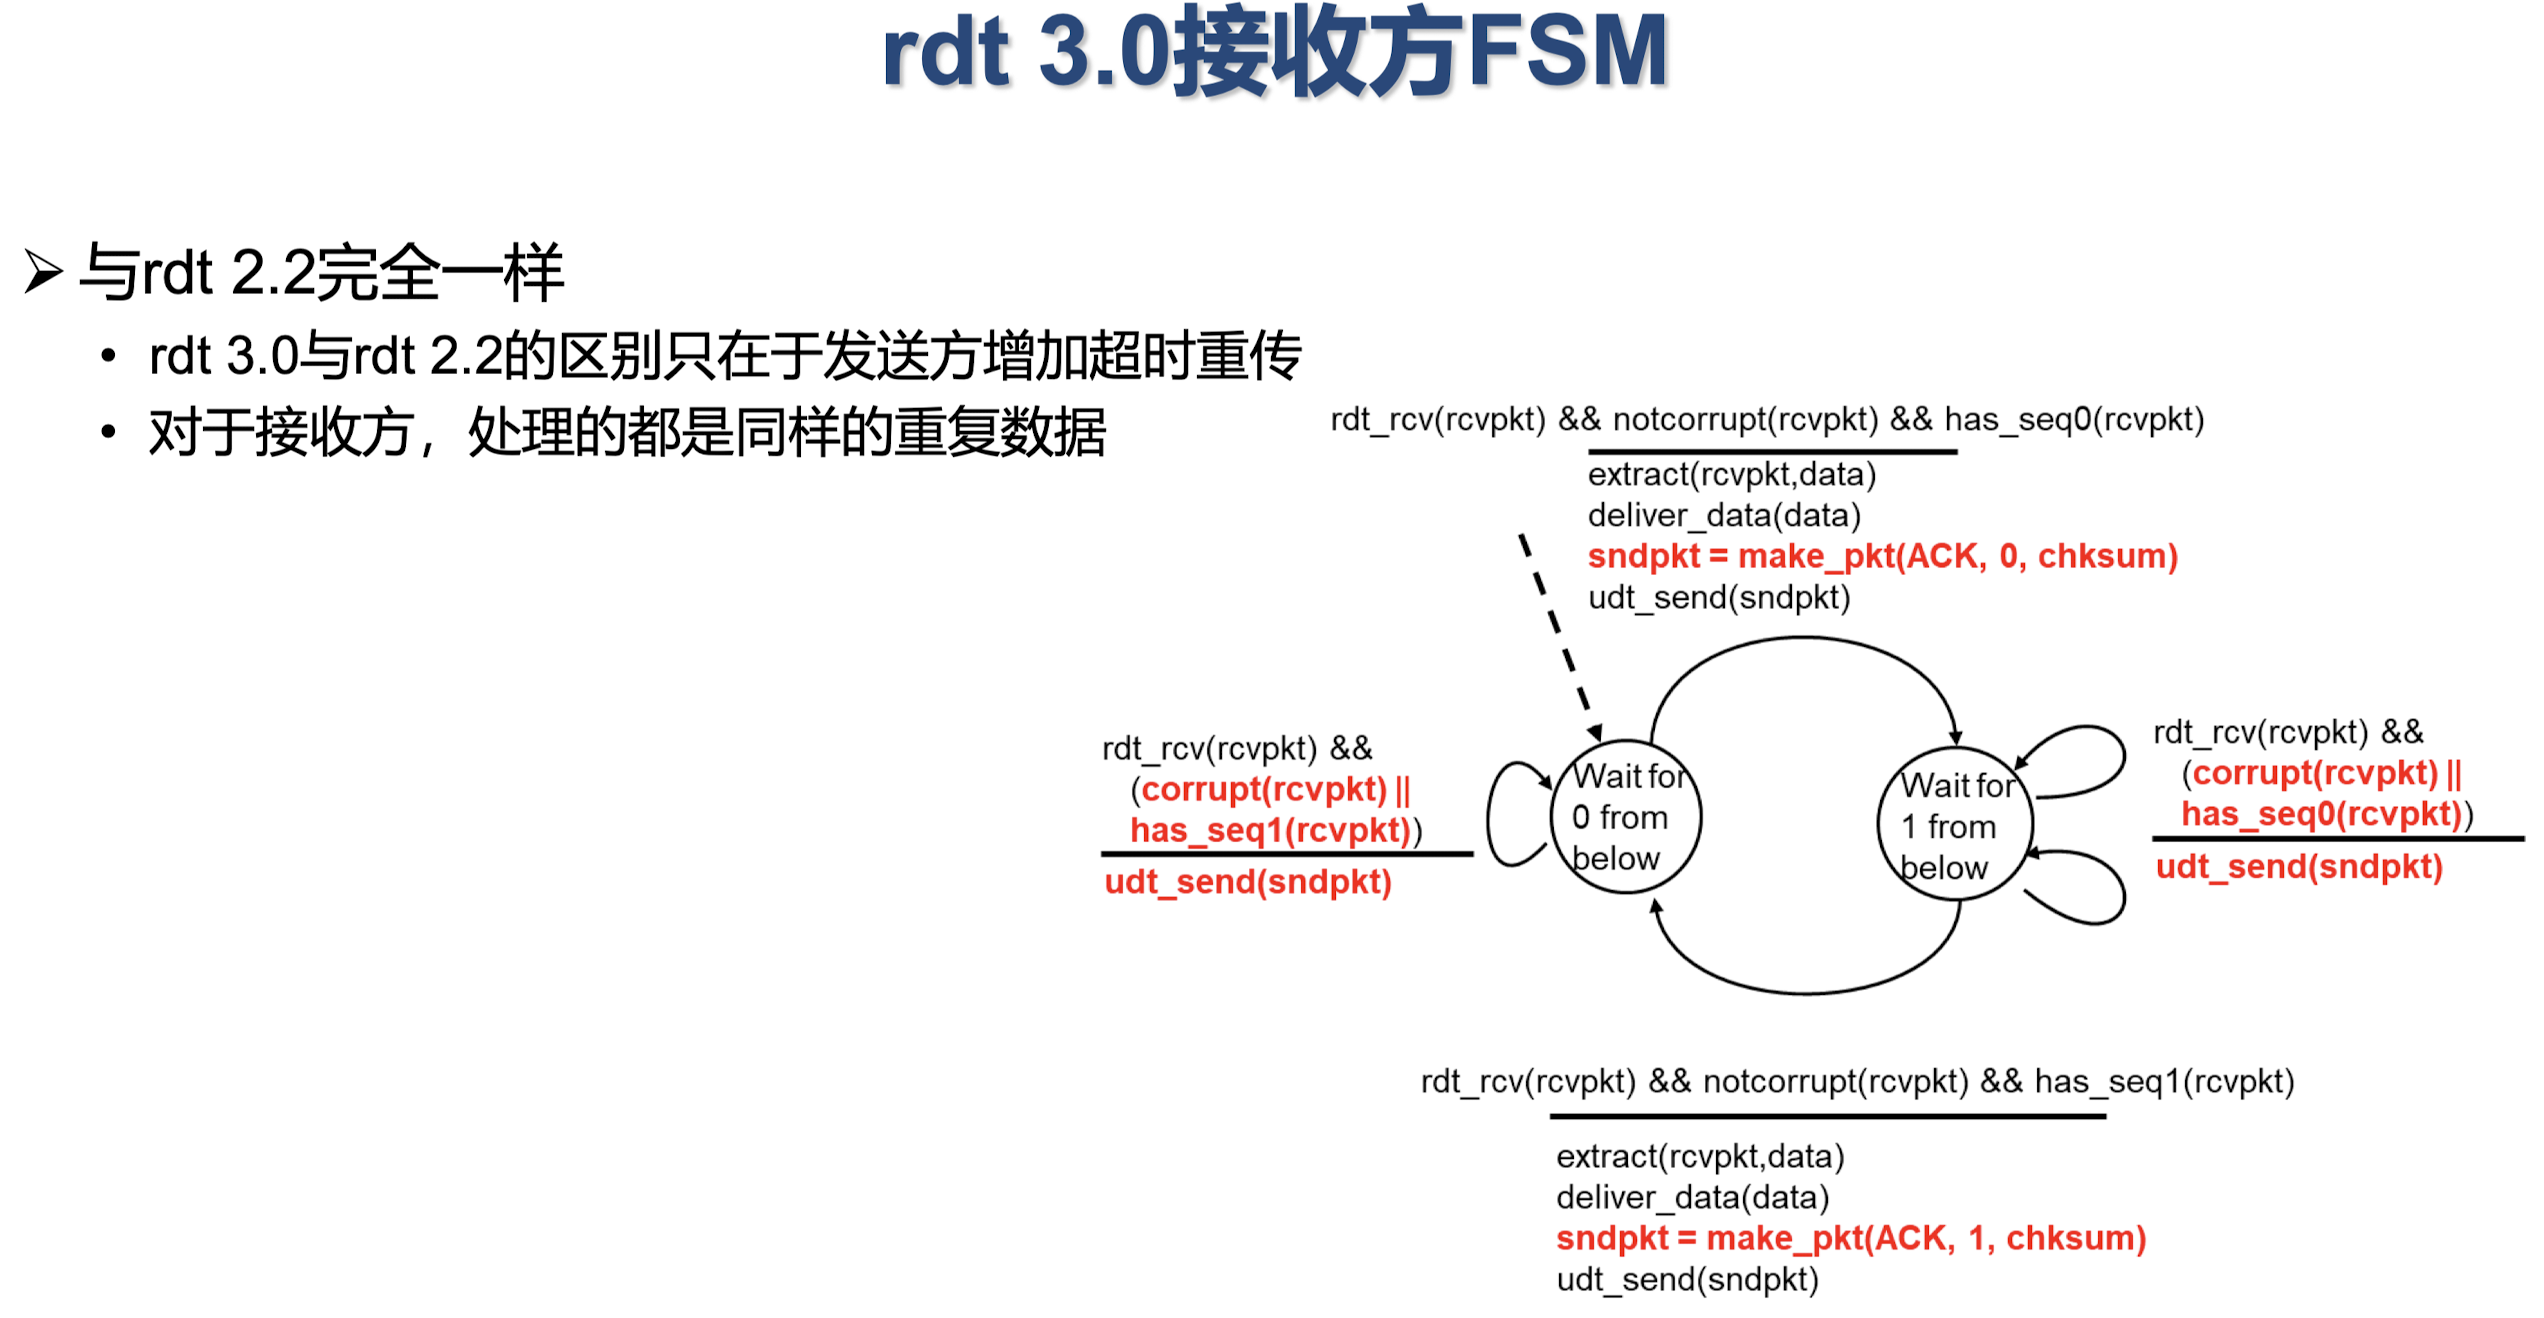 rdt 3.0接收方FSM
➢ 与rdt 2.2完全一样
• rdt 3.0与rdt 2.2的区别只在于发送方增加超时重传
• 对于接收方，处理的都是同样的重复数据
rdt_rcv(rcvpkt) && notcorrupt(rcvpkt) && has_seq0(rcvpkt)
extract(rcvpkt,data)
deliver_data(data)
sndpkt = make_pkt(ACK, 0, chksum)
udt_send(sndpkt)
rdt_rcv(rcvpkt) &&
(corrupt(rcvpkt) ||
has_seq1(rcvpkt))
udt_send(sndpkt)
Wait for
0 from
below
Wait for
1 from
below
rdt_rcv(rcvpkt) &&
(corrupt(rcvpkt) ||
has_seq0(rcvpkt))
udt_send(sndpkt)
rdt_rcv(rcvpkt) && notcorrupt(rcvpkt) && has_seq1(rcvpkt)
extract(rcvpkt,data)
deliver_data(data)
sndpkt = make_pkt(ACK, 1, chksum)
udt_send(sndpkt)